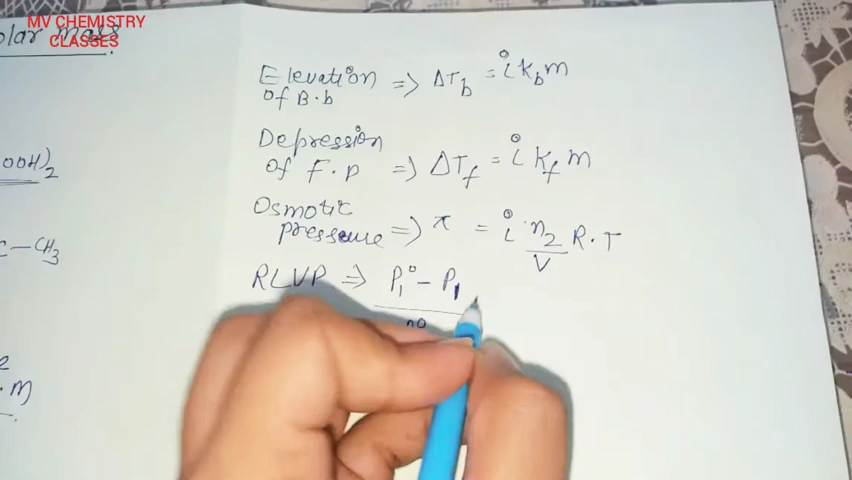 MV CHEMISTRY
CLASSES
olar mass
Elevation
of B.b => ΔTb = i kb m
Depression
of F.p => ΔTf = i kf m
Osmotic
pressure => π = i n2/V R.T
RLVP => P1° - P1
OOH)2
C-CH3
2
.M